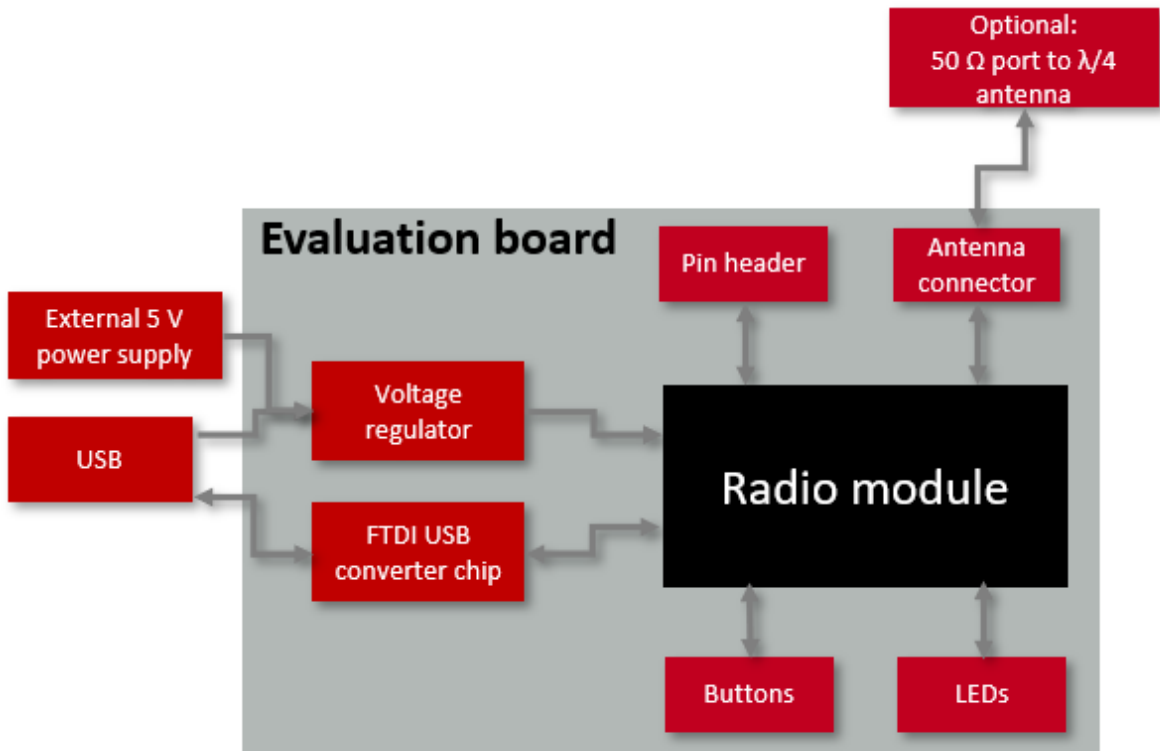 Optional:
50 Ω port to λ/4
antenna
Evaluation board
Pin header
Antenna
connector
External 5 V
power supply
Voltage
regulator
USB
Radio module
FTDI USB
converter chip
Buttons
LEDs